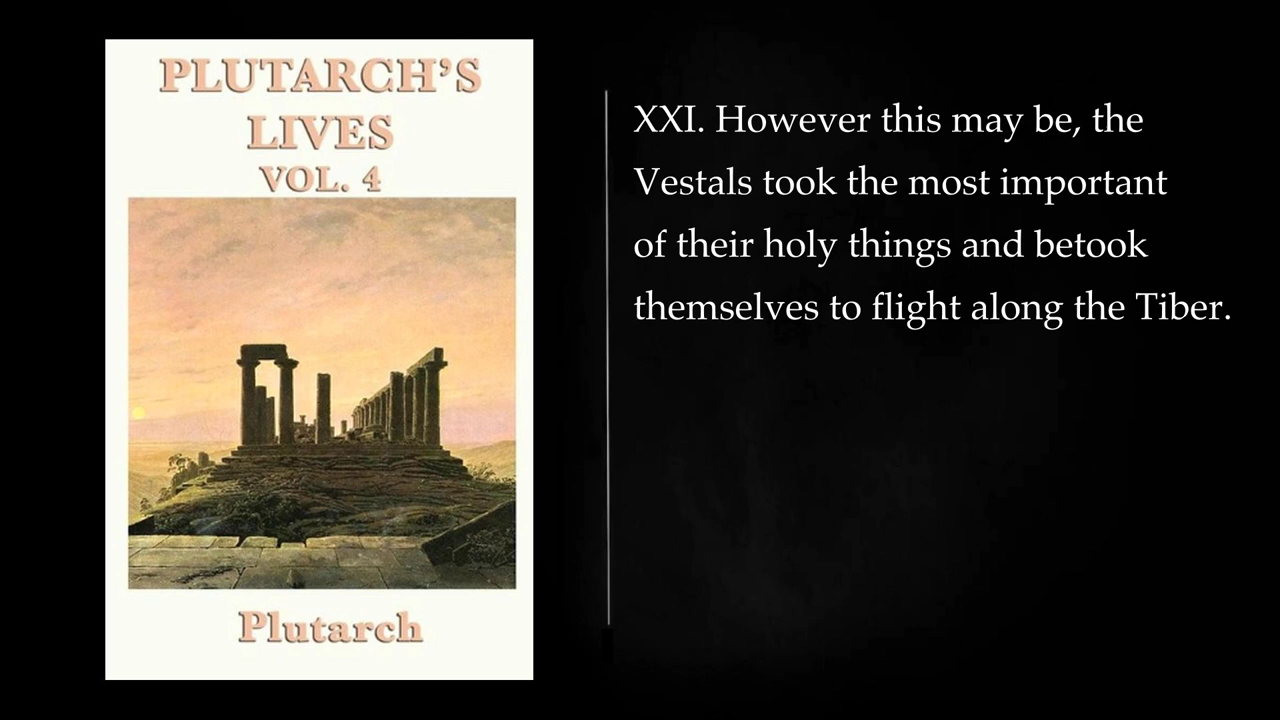 PLUTARCH'S
LIVES
VOL. 4
Plutarch
XXI. However this may be, the
Vestals took the most important
of their holy things and betook
themselves to flight along the Tiber.